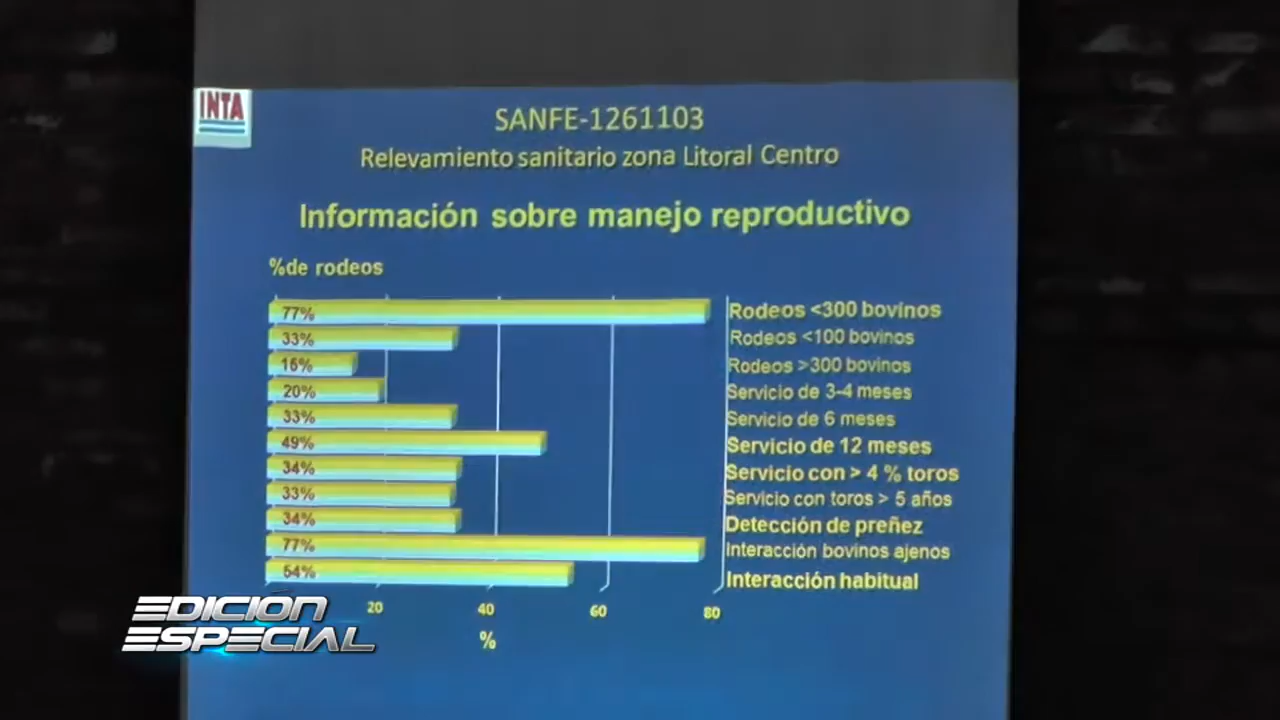 INTA
SANFE-1261103
Relevamiento sanitario zona Litoral Centro
Información sobre manejo reproductivo
%de rodeos
77% Rodeos <300 bovinos
33% Rodeos <100 bovinos
16% Rodeos >300 bovinos
20% Servicio de 3-4 meses
33% Servicio de 6 meses
49% Servicio de 12 meses
34% Servicio con > 4 % toros
33% Servicio con toros > 5 años
34% Detección de preñez
77% Interacción bovinos ajenos
54% Interacción habitual
20 40 60 80
%
EDICION
ESPECIAL